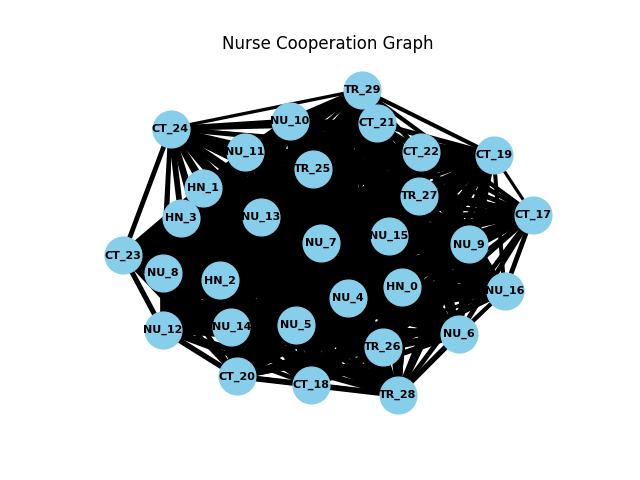 Nurse Cooperation Graph
TR_29
NU_10
CT_21
CT_24
NU_11
CT_22
CT_19
TR_25
HN_1
TR_27
HN_3
NU_13
CT_17
NU_15
NU_7
NU_9
CT_23
NU_8
HN_2
HN_0
NU_16
NU_4
NU_5
NU_14
NU_12
NU_6
TR_26
CT_20
CT_18
TR_28